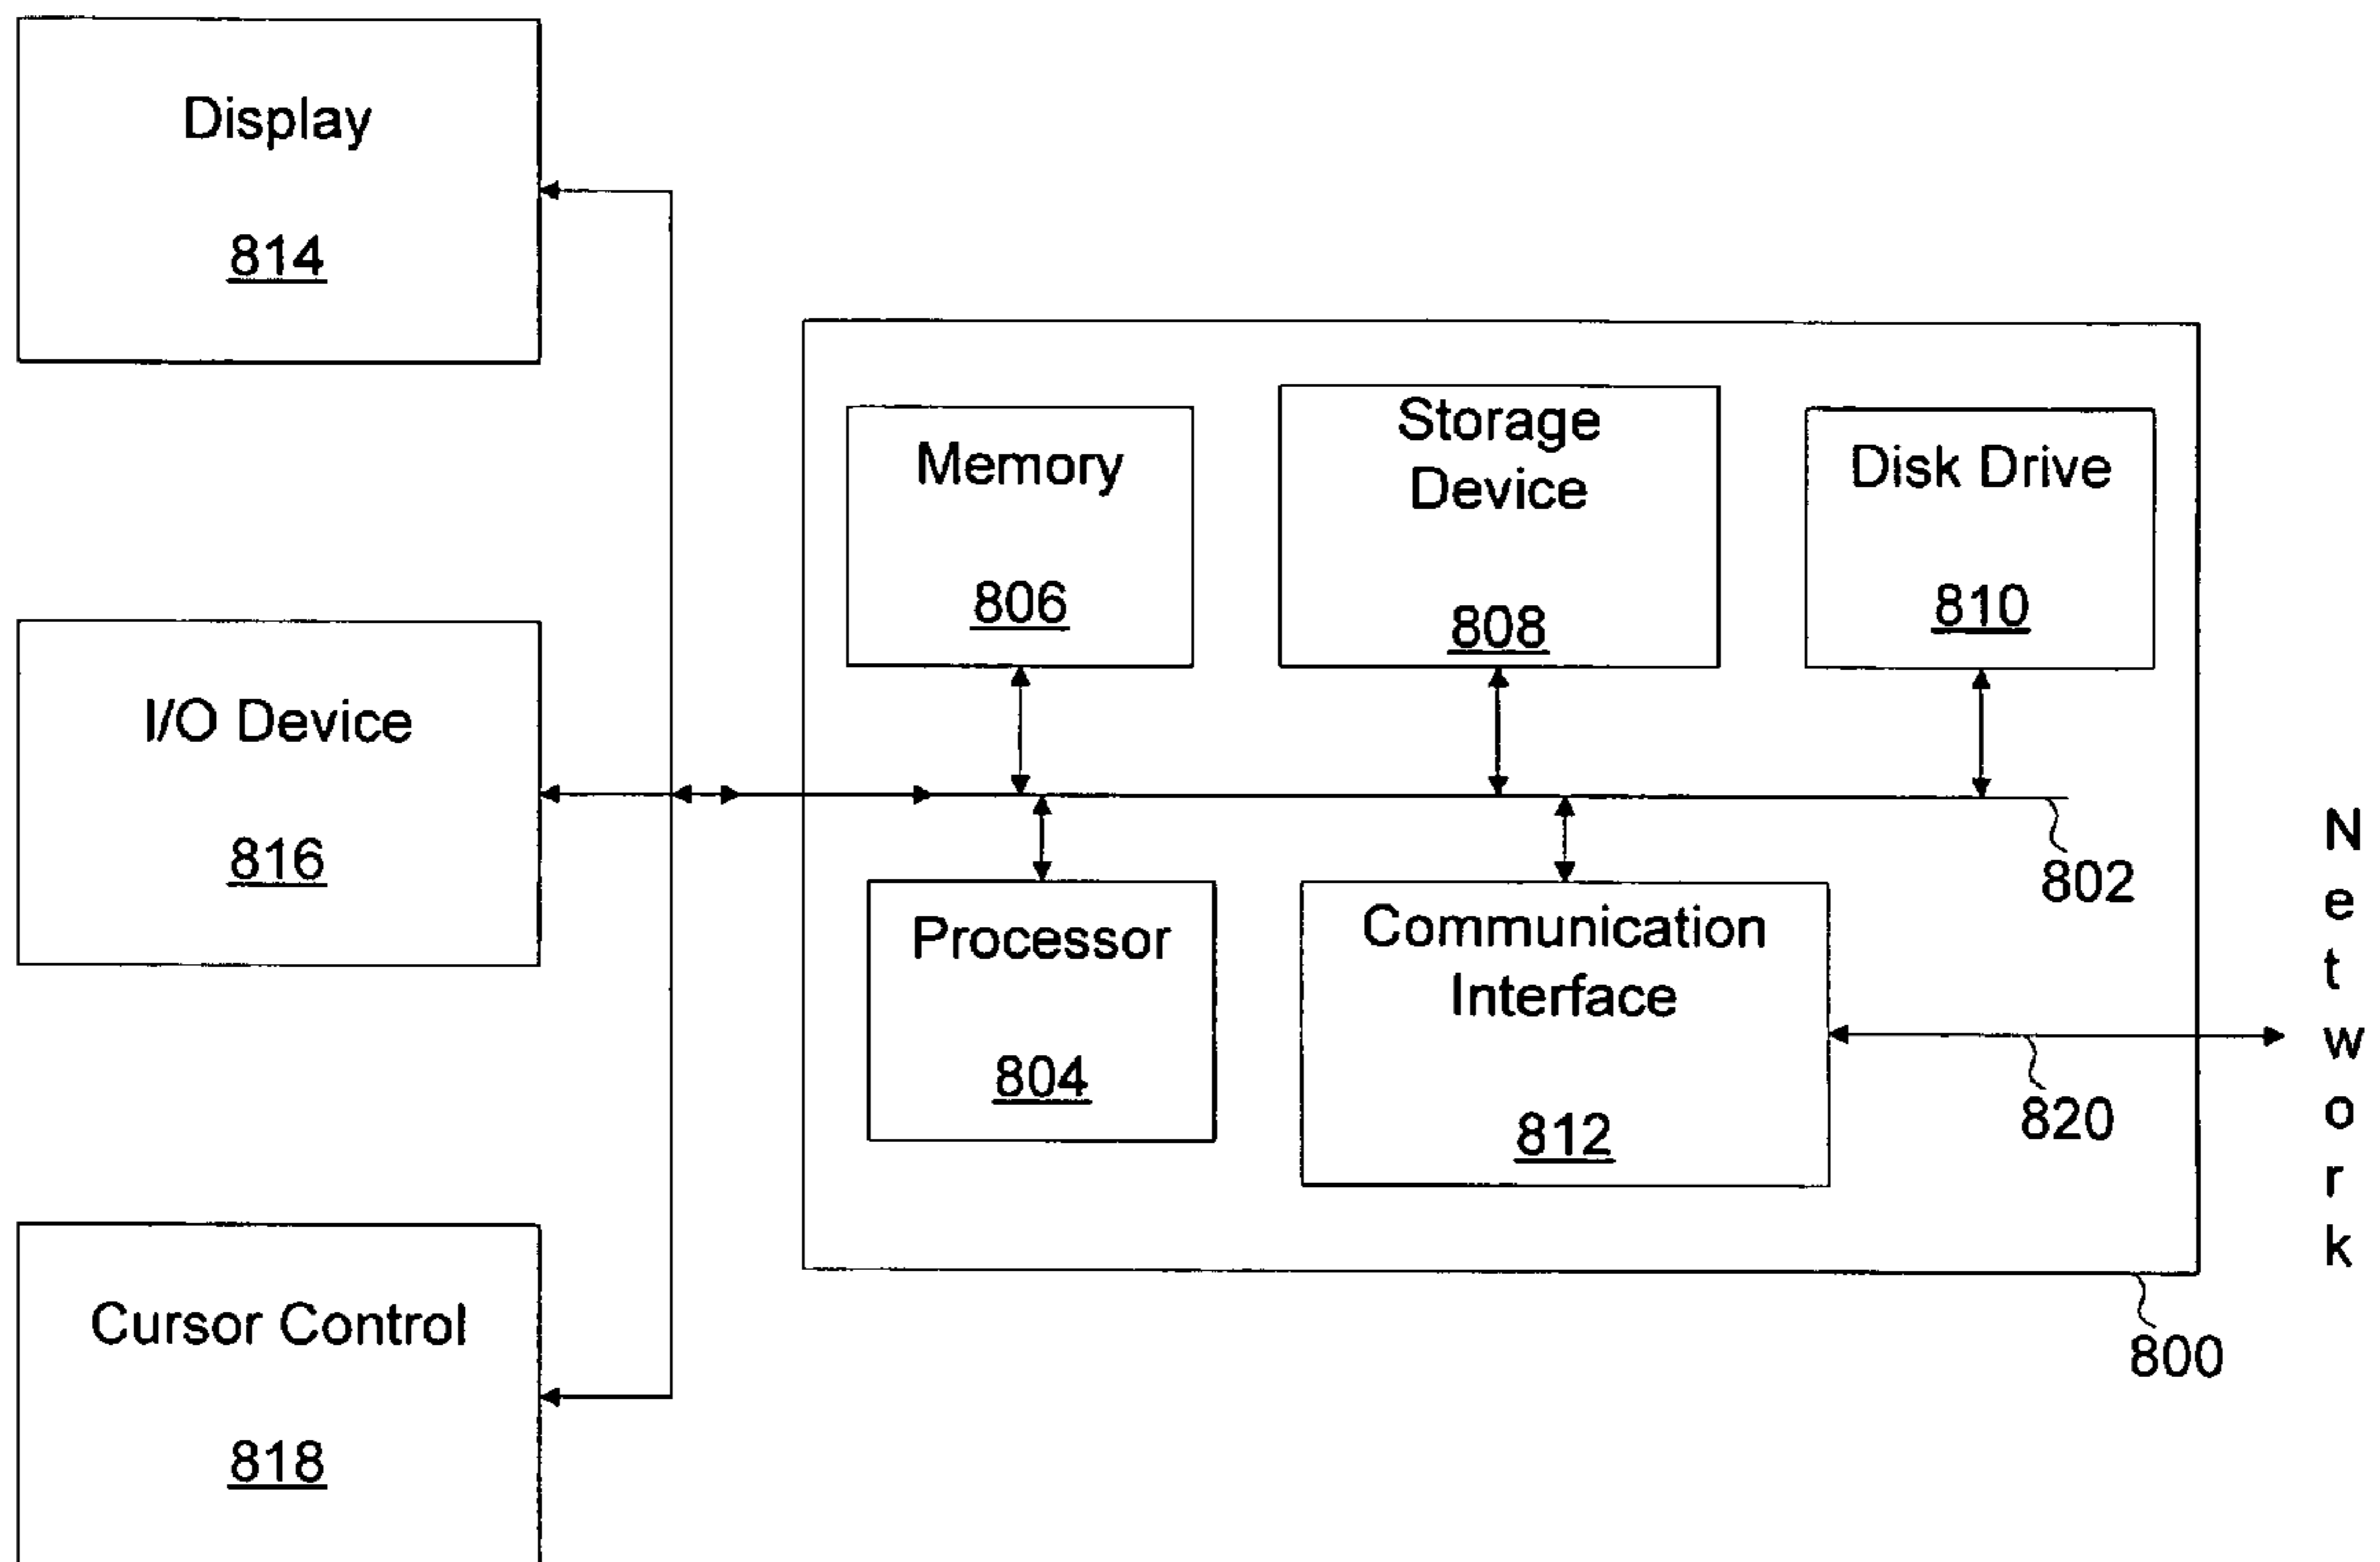 Display
814
I/O Device
816
Cursor Control
818
Memory
806
Storage
Device
808
Disk Drive
810
802
Processor
804
Communication
Interface
812
820
800
N
e
t
w
o
r
k